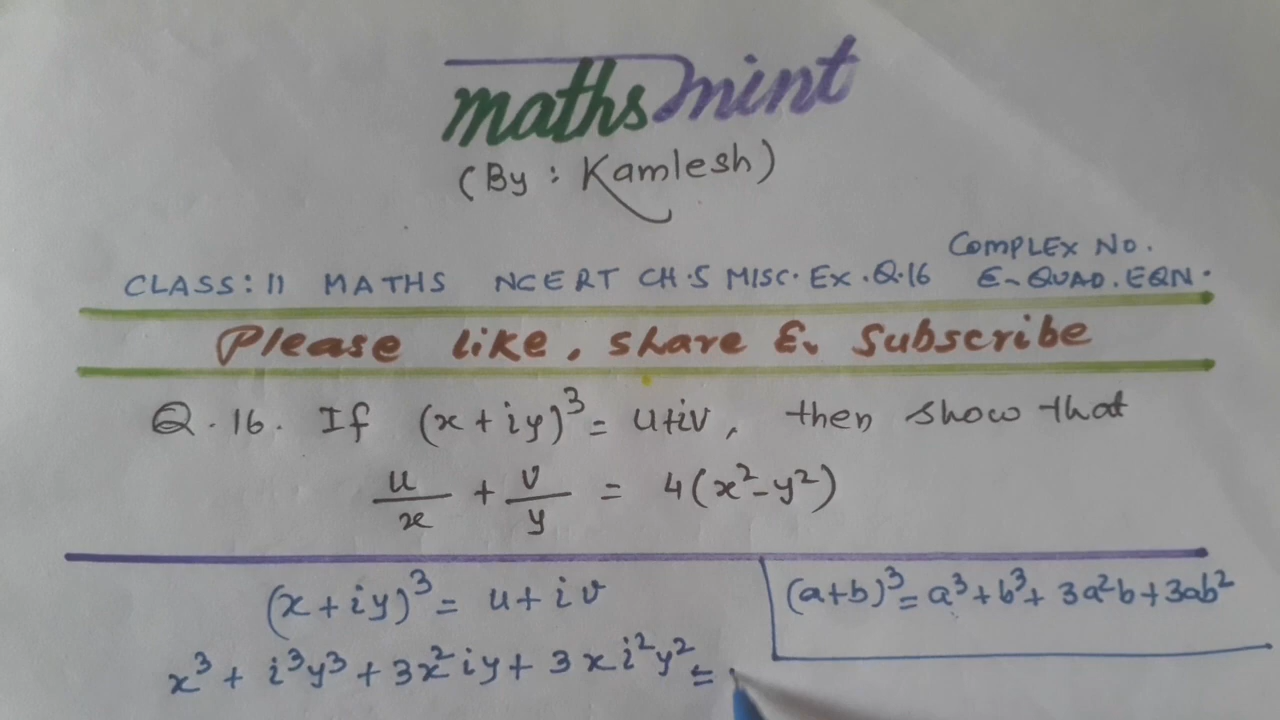 maths mint
(By : Kamlesh)
COMPLEX NO.
CLASS: 11 MATHS NCERT CH.5 MISC. EX. Q.16 & QUAD. EQN.
Please like, share & Subscribe
Q.16. If (x+iy)³ = u+iv, then show that
u/x + v/y = 4(x²-y²)
(x+iy)³ = u+iv
(a+b)³ = a³+b³+3a²b+3ab²
x³ + i³y³ + 3x²iy + 3xi²y² =